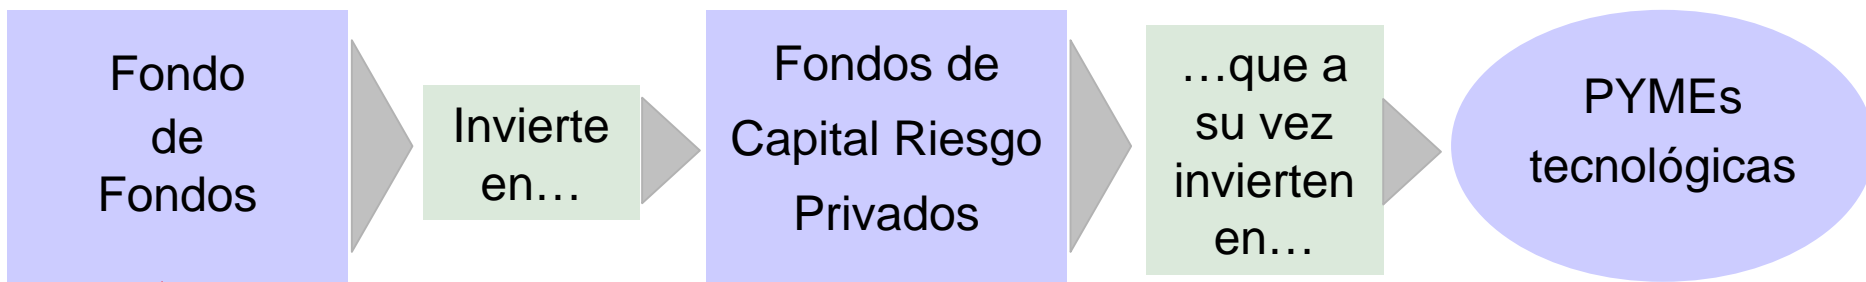 Fondo
de
Fondos
Invierte
en…
Fondos de
Capital Riesgo
Privados
…que a
su vez
invierten
en…
PYMEs
tecnológicas